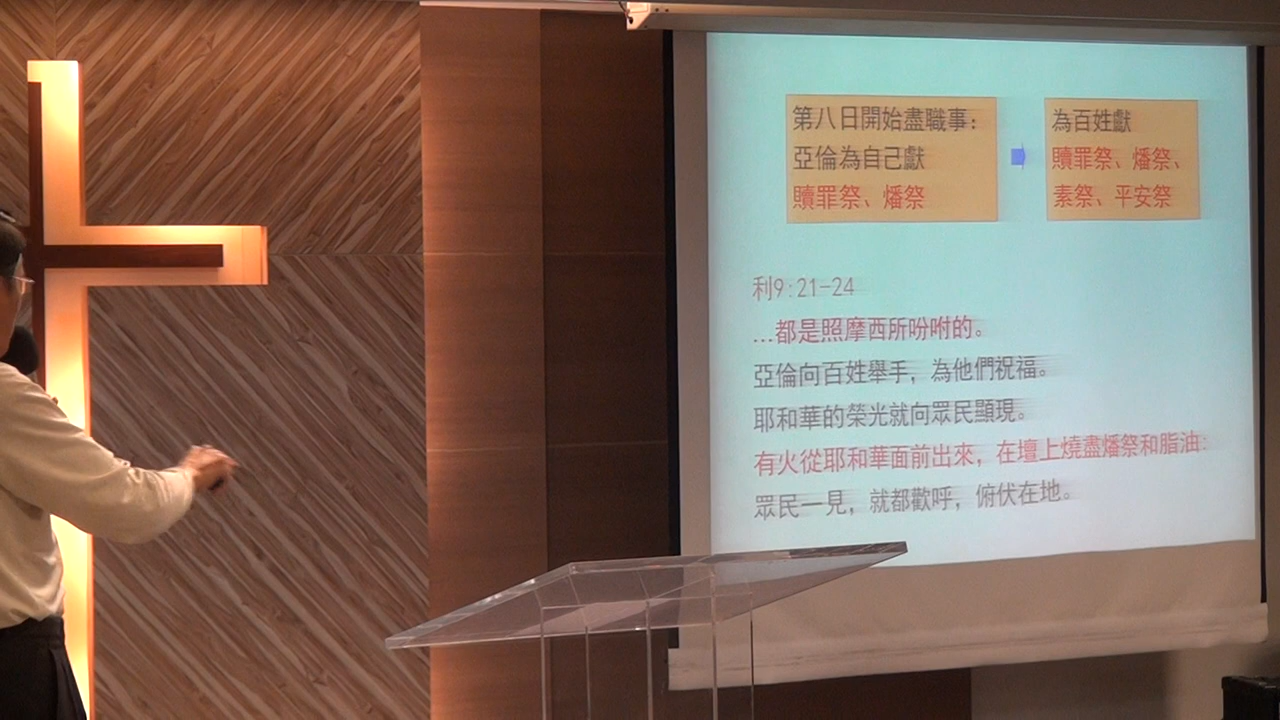 第八日開始盡職事:
亞倫為自己獻
贖罪祭、燔祭
為百姓獻
贖罪祭、燔祭、
素祭、平安祭
利9:21-24
…都是照摩西所吩咐的。
亞倫向百姓舉手，為他們祝福。
耶和華的榮光就向眾民顯現。
有火從耶和華面前出來，在壇上燒盡燔祭和脂油:
眾民一見，就都歡呼，俯伏在地。